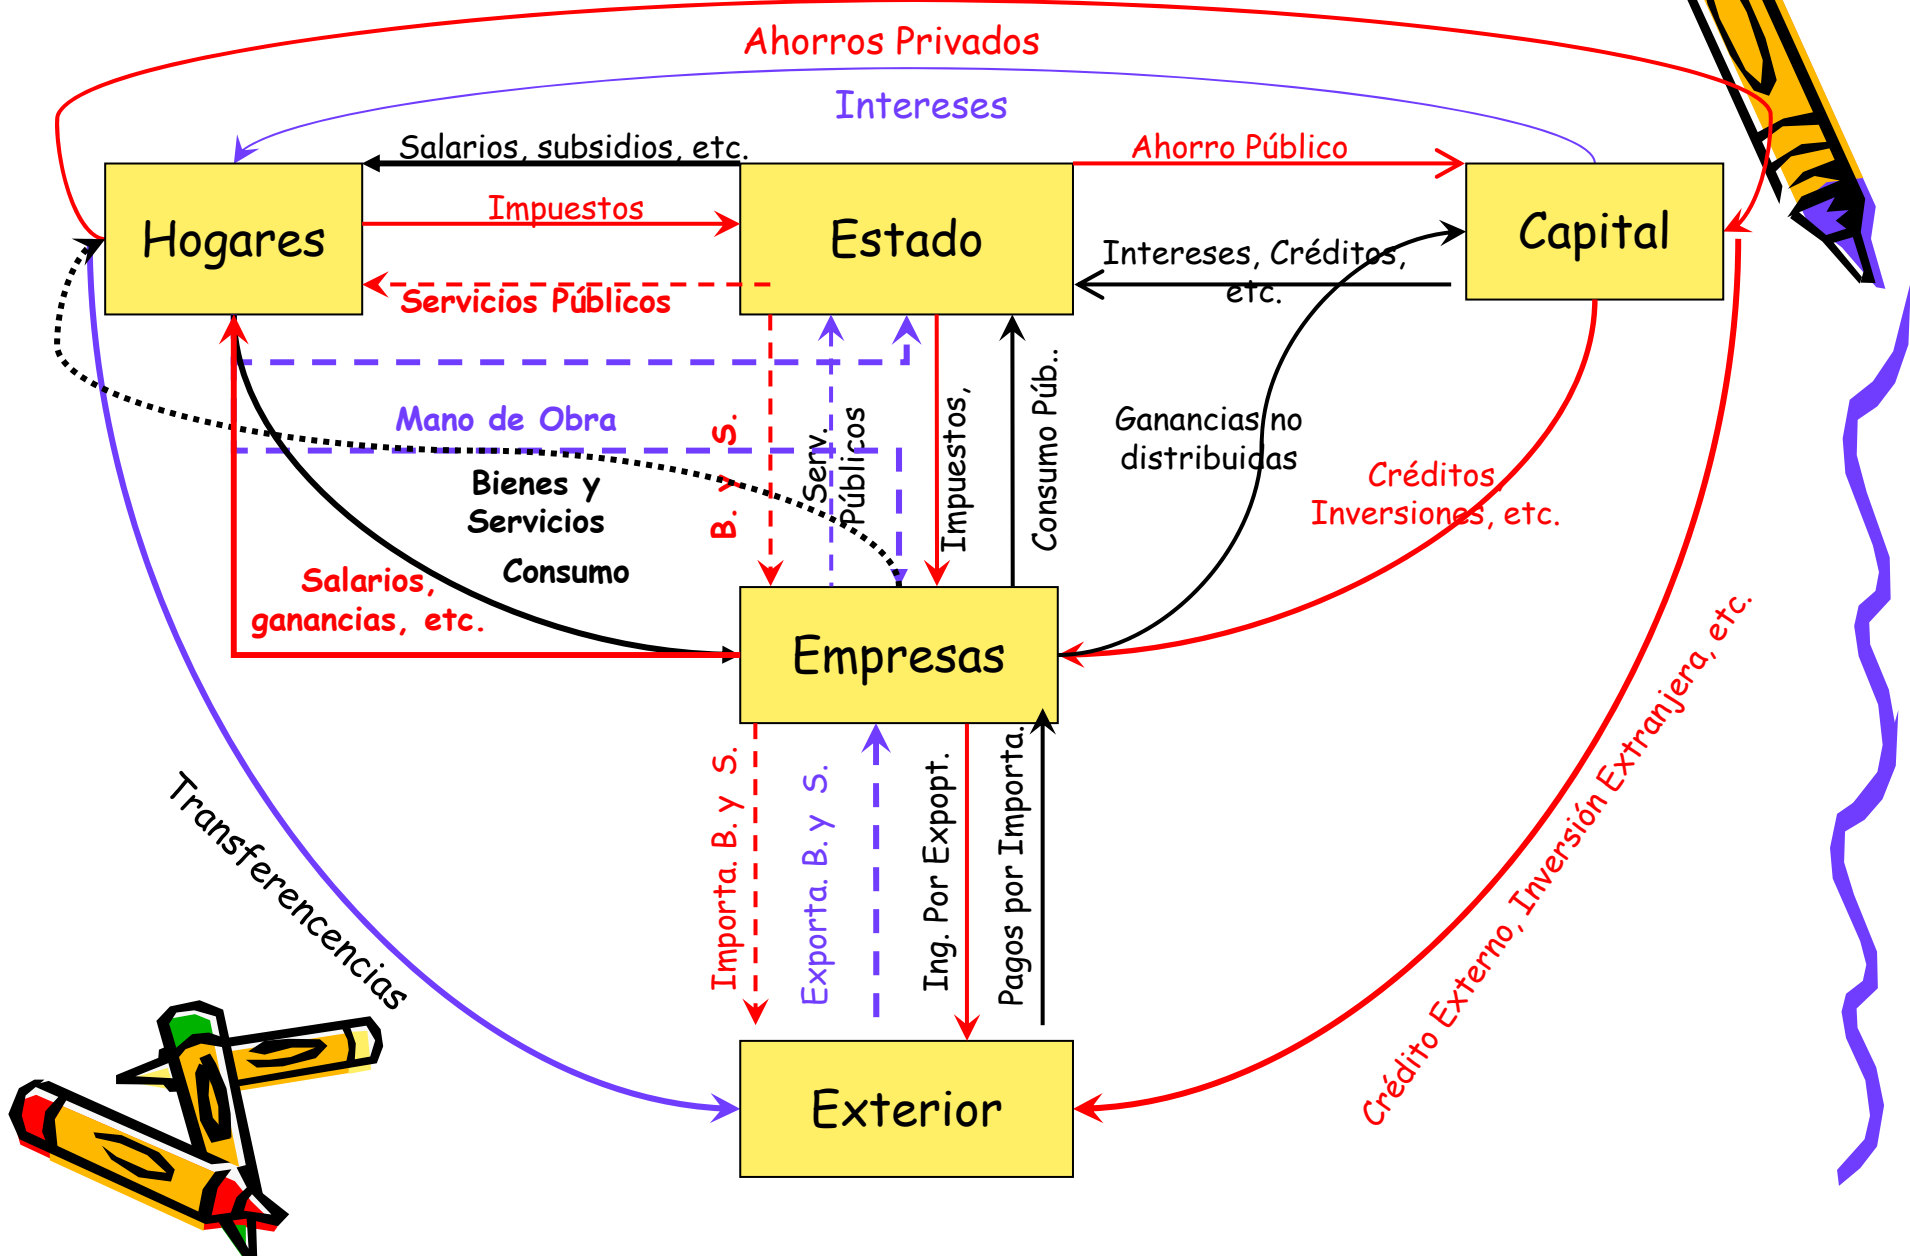 Ahorros Privados
Intereses
Salarios, subsidios, etc.
Ahorro Público
Hogares
Impuestos
Estado
Capital
Intereses, Créditos,
etc.
Servicios Públicos
Mano de Obra
B. y S.
Serv.
Públicos
Impuestos,
Consumo Púb..
Ganancias no
distribuidas
Créditos,
Inversiones, etc.
Bienes y
Servicios
Consumo
Salarios,
ganancias, etc.
Empresas
Transferencencias
Importa. B. y S.
Exporta. B. y S.
Ing. Por Expopt.
Pagos por Importa.
Crédito Externo, Inversión Extranjera, etc.
Exterior